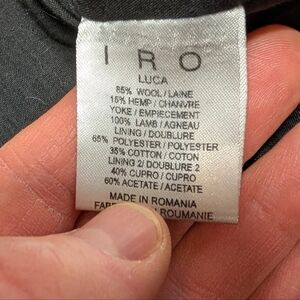 IRO
LUCA
85% WOOL / LAINE
15% HEMP / CHANVRE
YOKE / EMPIECEMENT
100% LAMB / AGNEAU
LINING / DOUBLURE
65% POLYESTER / POLYESTER
35% COTTON / COTON
LINING 2/ DOUBLURE 2
40% CUPRO / CUPRO
60% ACETATE / ACETATE
MADE IN ROMANIA
FAB ROUMANIE